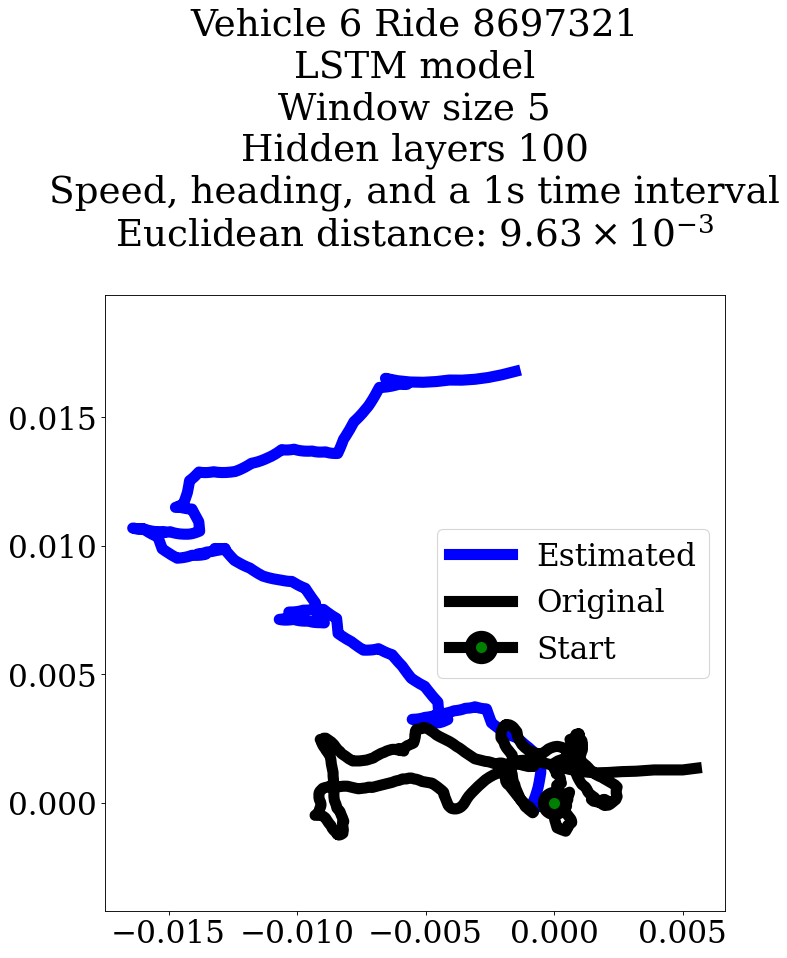 Vehicle 6 Ride 8697321
LSTM model
Window size 5
Hidden layers 100
Speed, heading, and a 1s time interval
Euclidean distance: 9.63 × 10⁻³
0.015
0.010
0.005
0.000
Estimated
Original
Start
−0.015 −0.010 −0.005 0.000 0.005